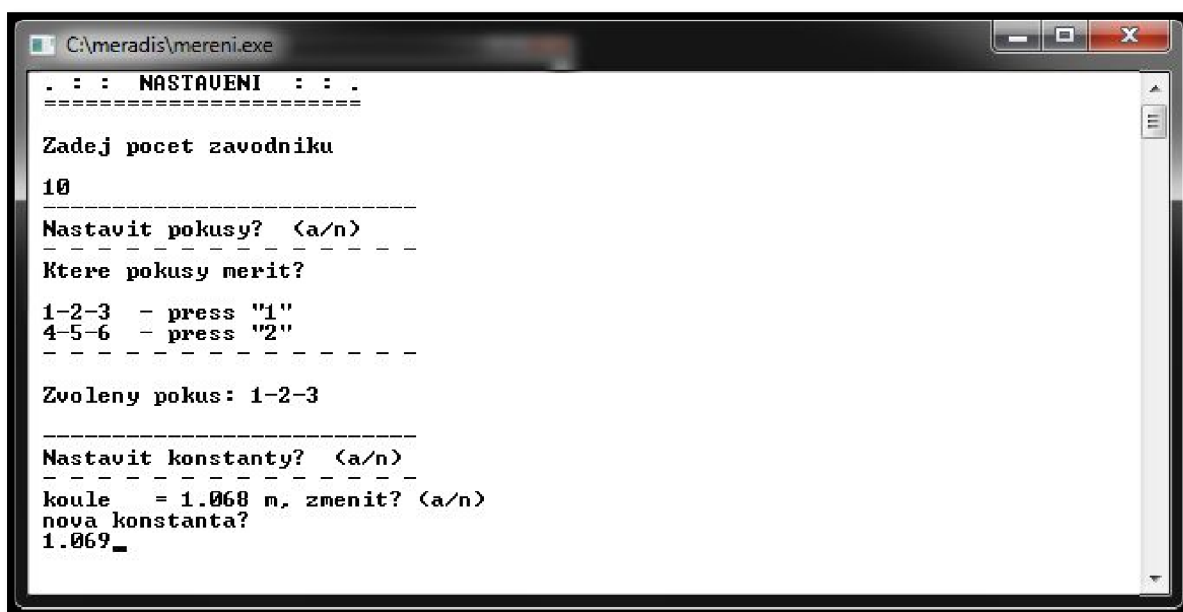 C:\meradis\mereni.exe
. : : NASTAVENI : : .
=======================
Zadej pocet zavodniku
10
---------------------------
Nastavit pokusy? (a/n)
- - - - - - - - - - - - - -
Ktere pokusy merit?
1-2-3 - press "1"
4-5-6 - press "2"
- - - - - - - - - - - - - -
Zvoleny pokus: 1-2-3
---------------------------
Nastavit konstanty? (a/n)
- - - - - - - - - - - - - -
koule = 1.068 m, zmenit? (a/n)
nova konstanta?
1.069_